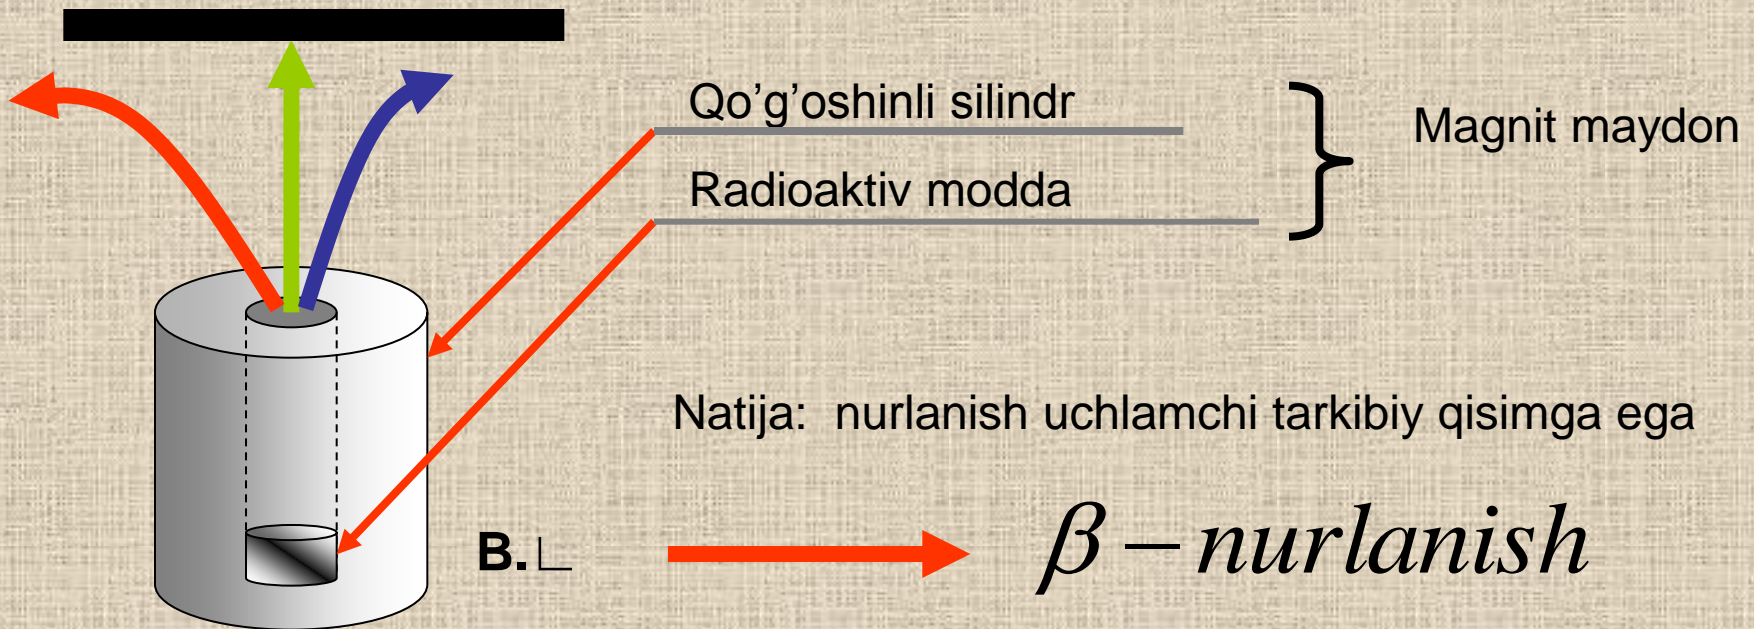 Qo’g’oshinli silindr
Radioaktiv modda
Magnit maydon
Natija: nurlanish uchlamchi tarkibiy qisimga ega
B.∟
β – nurlanish